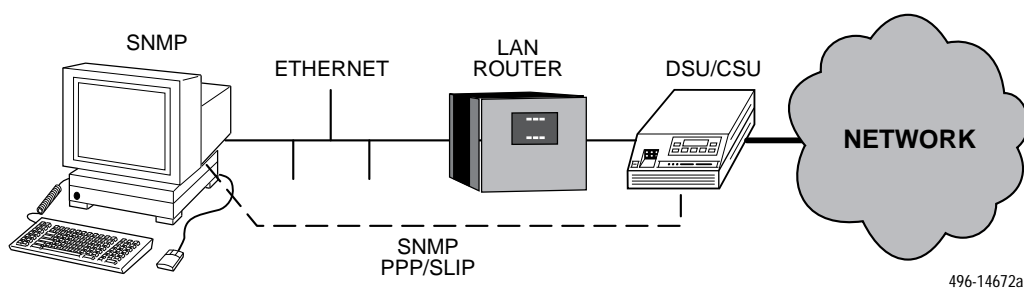 SNMP
ETHERNET
LAN
ROUTER
DSU/CSU
NETWORK
SNMP
PPP/SLIP
496-14672a